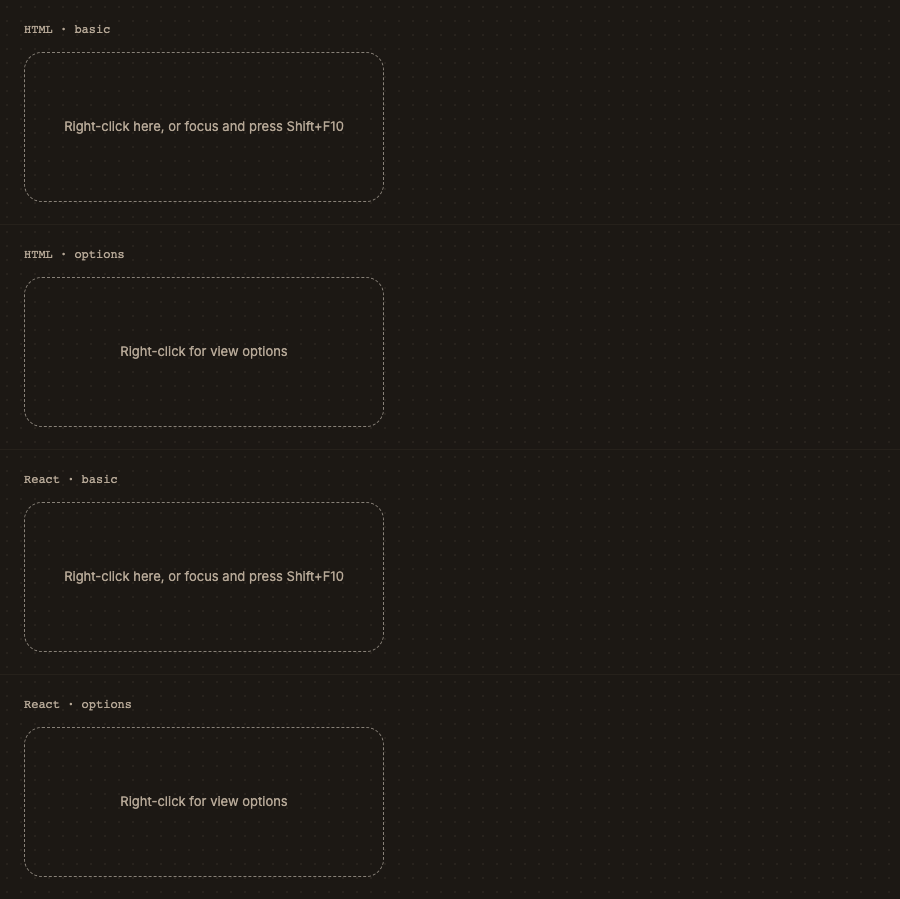 HTML · basic
Right-click here, or focus and press Shift+F10
HTML · options
Right-click for view options
React · basic
Right-click here, or focus and press Shift+F10
React · options
Right-click for view options